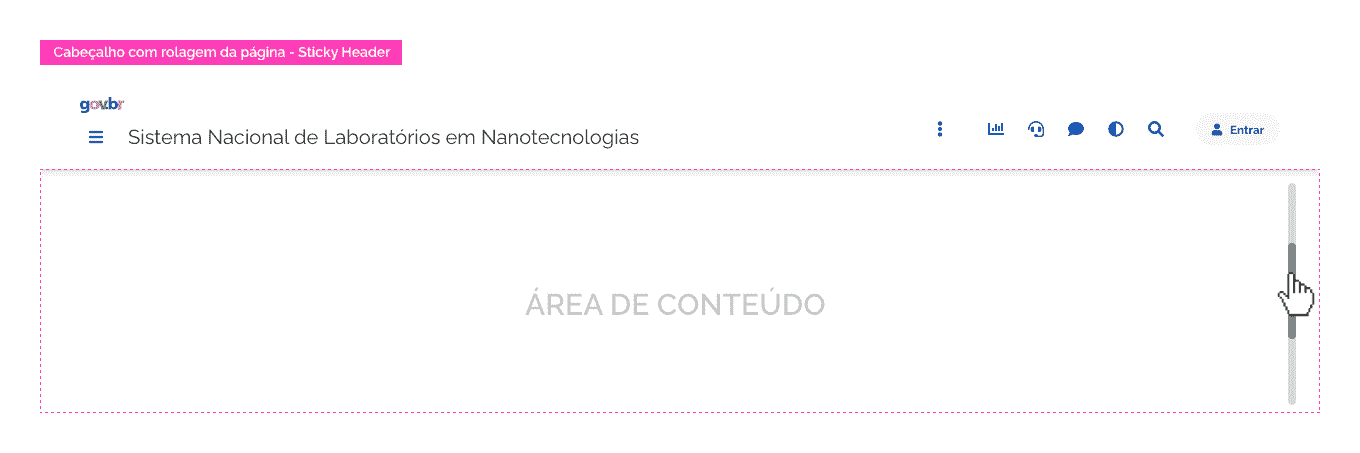 Cabeçalho com rolagem da página - Sticky Header
gov.br
Sistema Nacional de Laboratórios em Nanotecnologias
Entrar
ÁREA DE CONTEÚDO